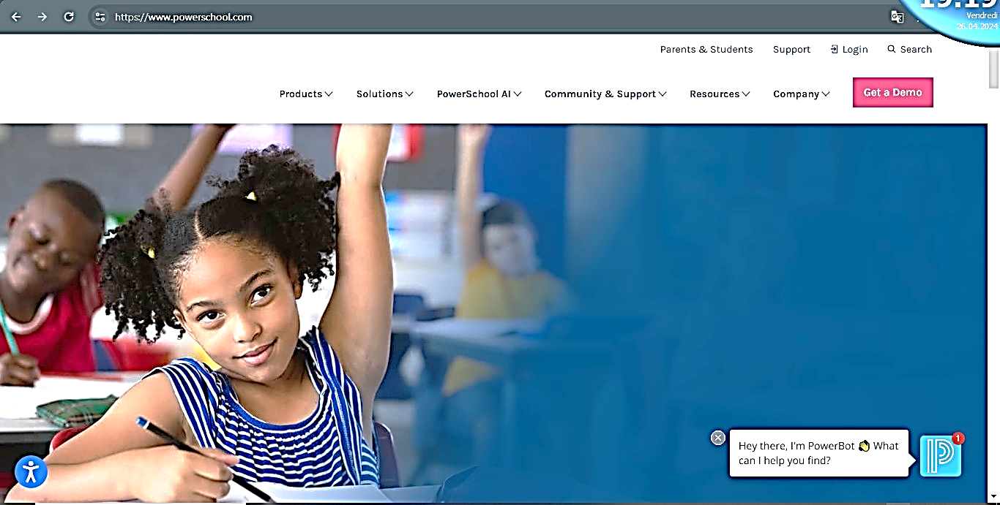 https://www.powerschool.com
19:19
Vendredi
26.04.2024
Parents & Students Support Login Search
Products Solutions PowerSchool AI Community & Support Resources Company Get a Demo
Hey there, I'm PowerBot 👋 What
can I help you find?
1